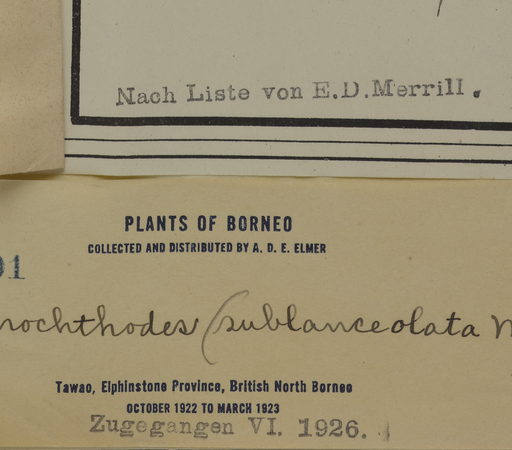 Nach Liste von E.D.Merrill.
PLANTS OF BORNEO
COLLECTED AND DISTRIBUTED BY A. D. E. ELMER
91
nochthodes (sublanceolata M
Tawao, Elphinstone Province, British North Borneo
OCTOBER 1922 TO MARCH 1923
Zugegangen VI. 1926.